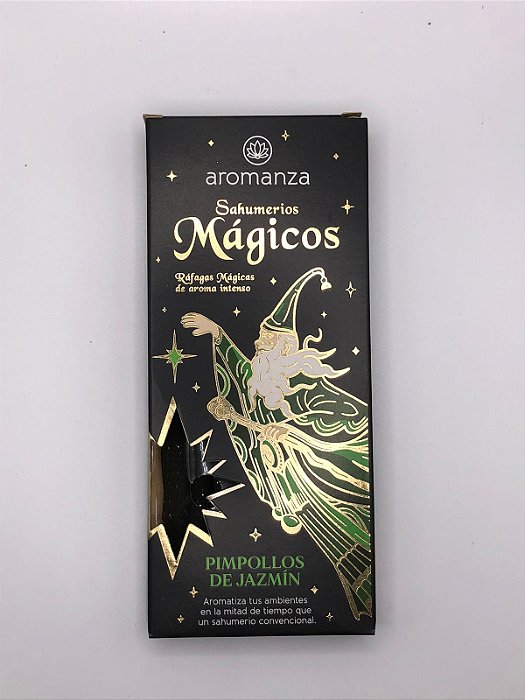 aromanza
Sahumerios
Mágicos
Ráfagas Mágicas
de aroma intenso
PIMPOLLOS
DE JAZMÍN
Aromatiza tus ambientes
en la mitad de tiempo que
un sahumerio convencional.